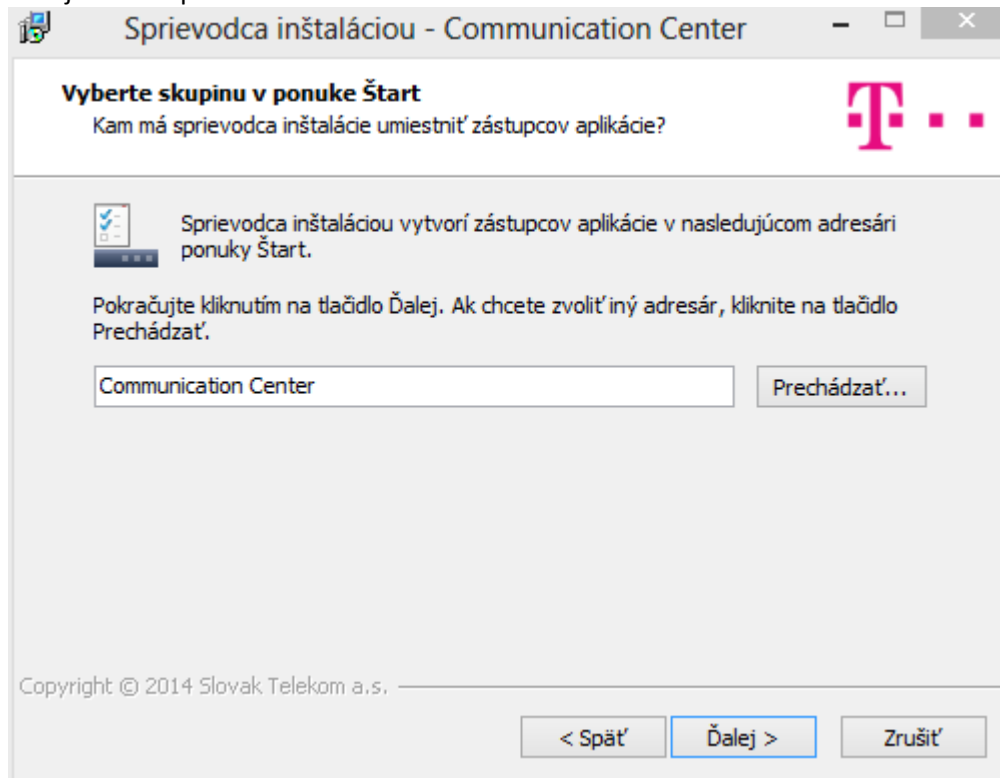 Sprievodca inštaláciou - Communication Center
Vyberte skupinu v ponuke Štart
Kam má sprievodca inštalácie umiestniť zástupcov aplikácie?
T
Sprievodca inštaláciou vytvorí zástupcov aplikácie v nasledujúcom adresári
ponuky Štart.
Pokračujte kliknutím na tlačidlo Ďalej. Ak chcete zvoliť iný adresár, kliknite na tlačidlo
Prechádzať.
Communication Center
Prechádzať...
Copyright © 2014 Slovak Telekom a.s.
< Späť
Ďalej >
Zrušiť